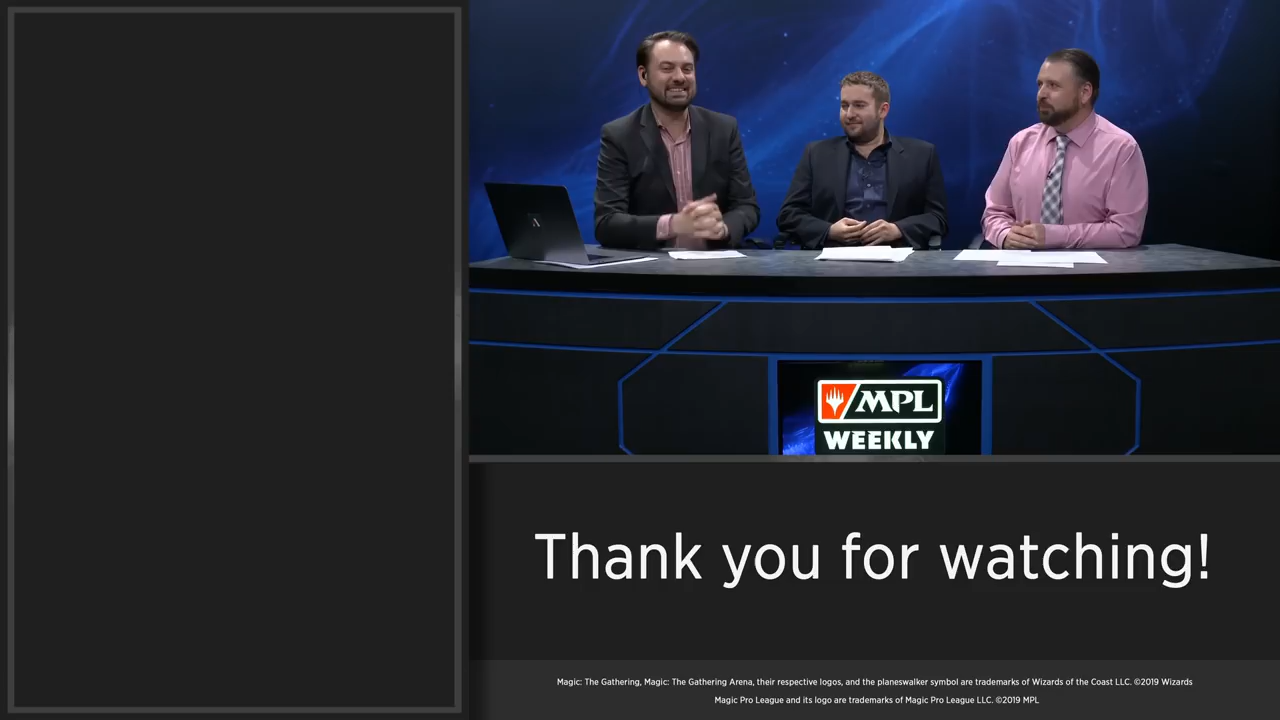 MPL
WEEKLY
Thank you for watching!
Magic: The Gathering, Magic: The Gathering Arena, their respective logos, and the planeswalker symbol are trademarks of Wizards of the Coast LLC. ©2019 Wizards
Magic Pro League and its logo are trademarks of Magic Pro League LLC. ©2019 MPL